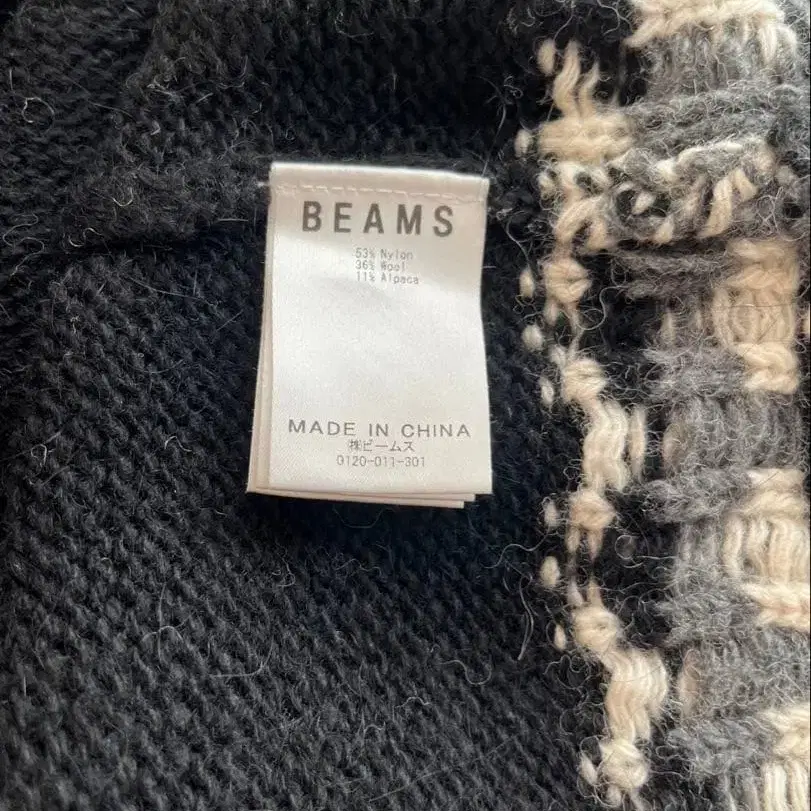 BEAMS
53% Nylon
36% Wool
11% Alpaca
MADE IN CHINA
㈱ビームス
0120-011-301